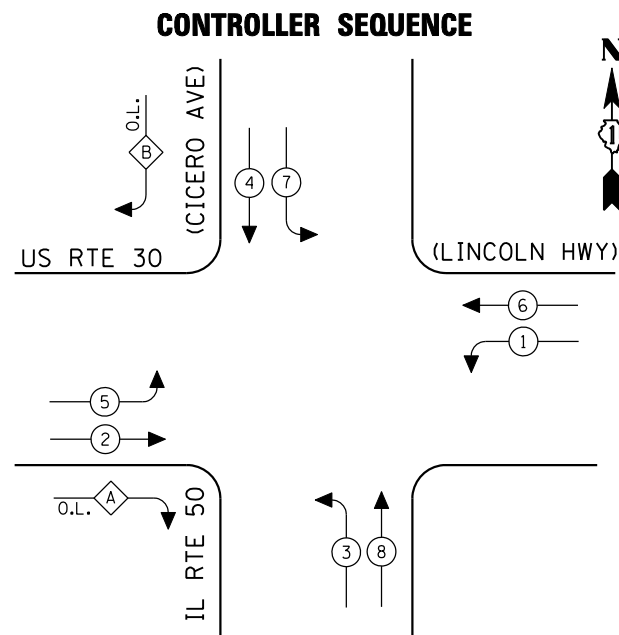 CONTROLLER SEQUENCE
N
1
(CICERO AVE)
O.L.
B
4
7
US RTE 30
(LINCOLN HWY)
6
1
5
2
A
O.L.
IL RTE 50
3
8